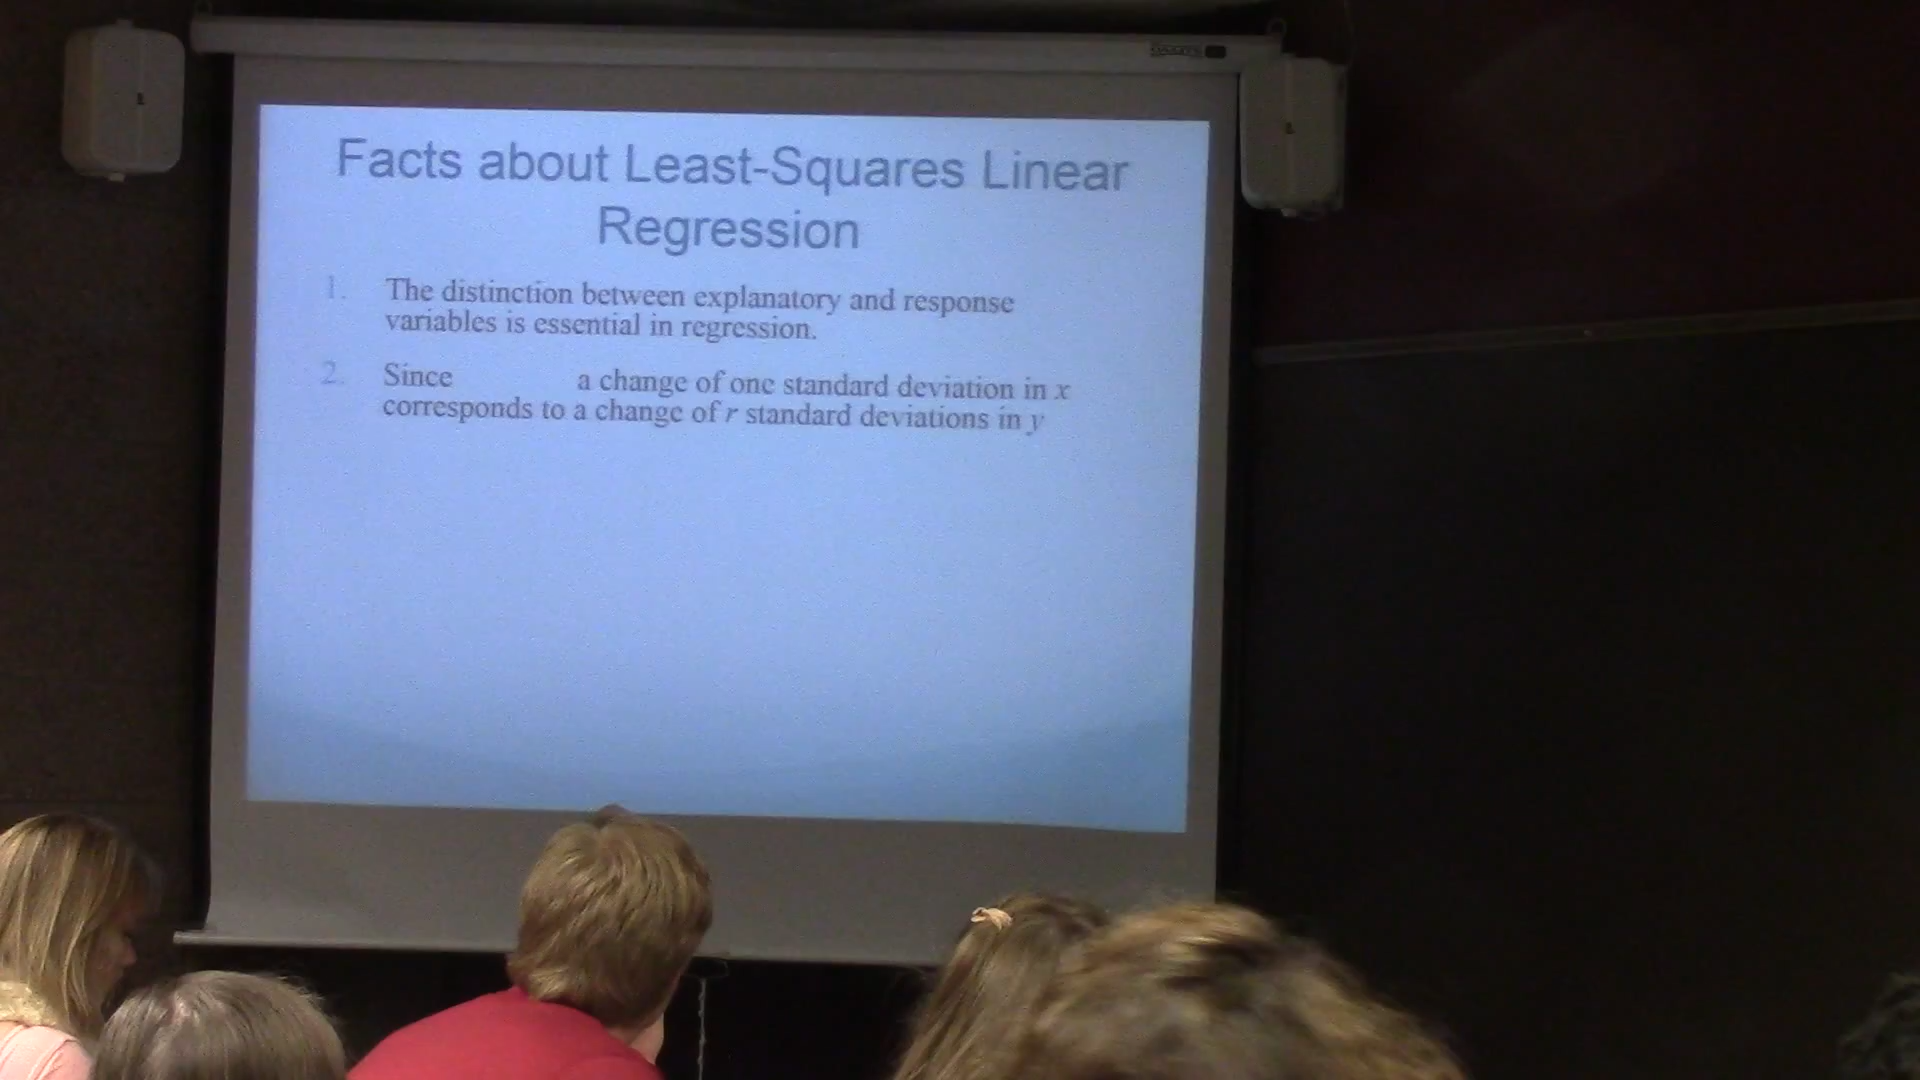 Facts about Least-Squares Linear
Regression
1. The distinction between explanatory and response
variables is essential in regression.
2. Since a change of one standard deviation in x
corresponds to a change of r standard deviations in y